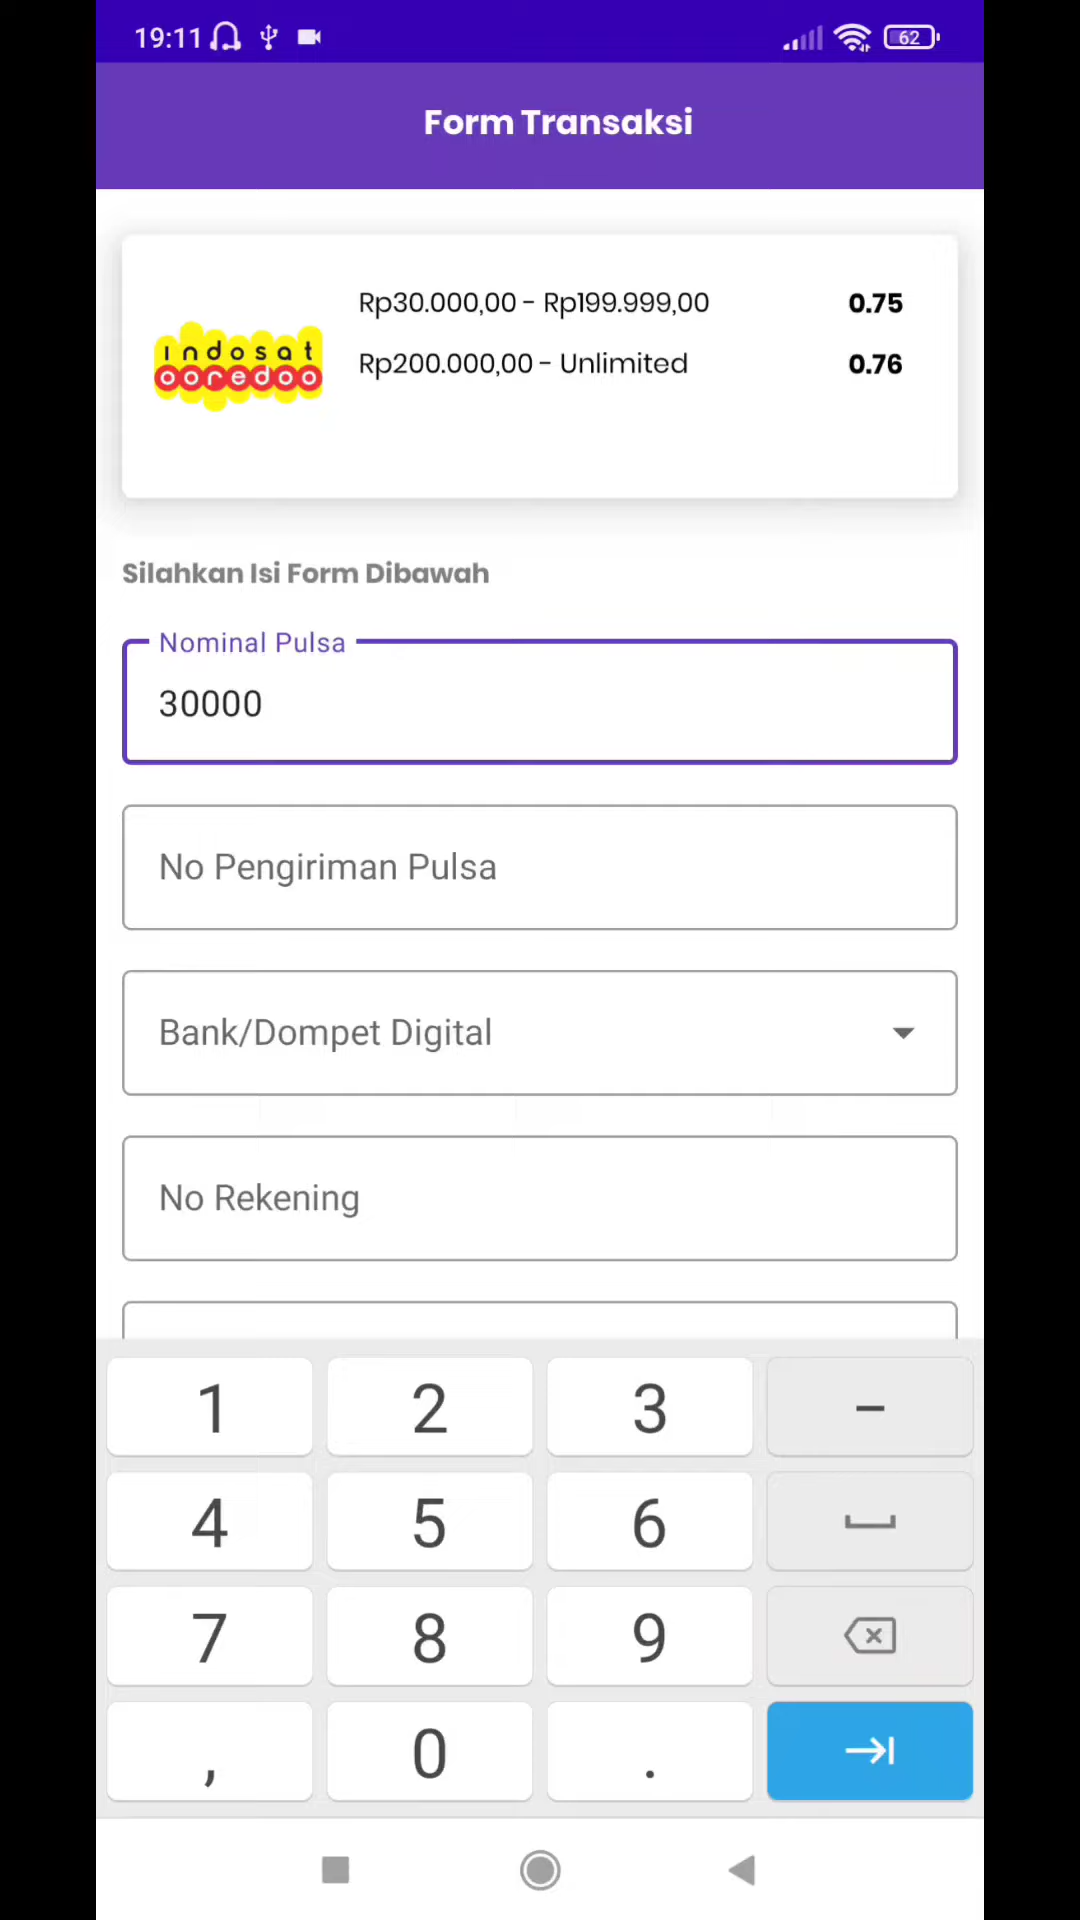 19:11
62
Form Transaksi
Rp30.000,00 - Rp199.999,00 0.75
indosat
ooredoo
Rp200.000,00 - Unlimited 0.76
Silahkan Isi Form Dibawah
Nominal Pulsa
30000
No Pengiriman Pulsa
Bank/Dompet Digital
No Rekening
1 2 3 -
4 5 6
7 8 9
, 0 .